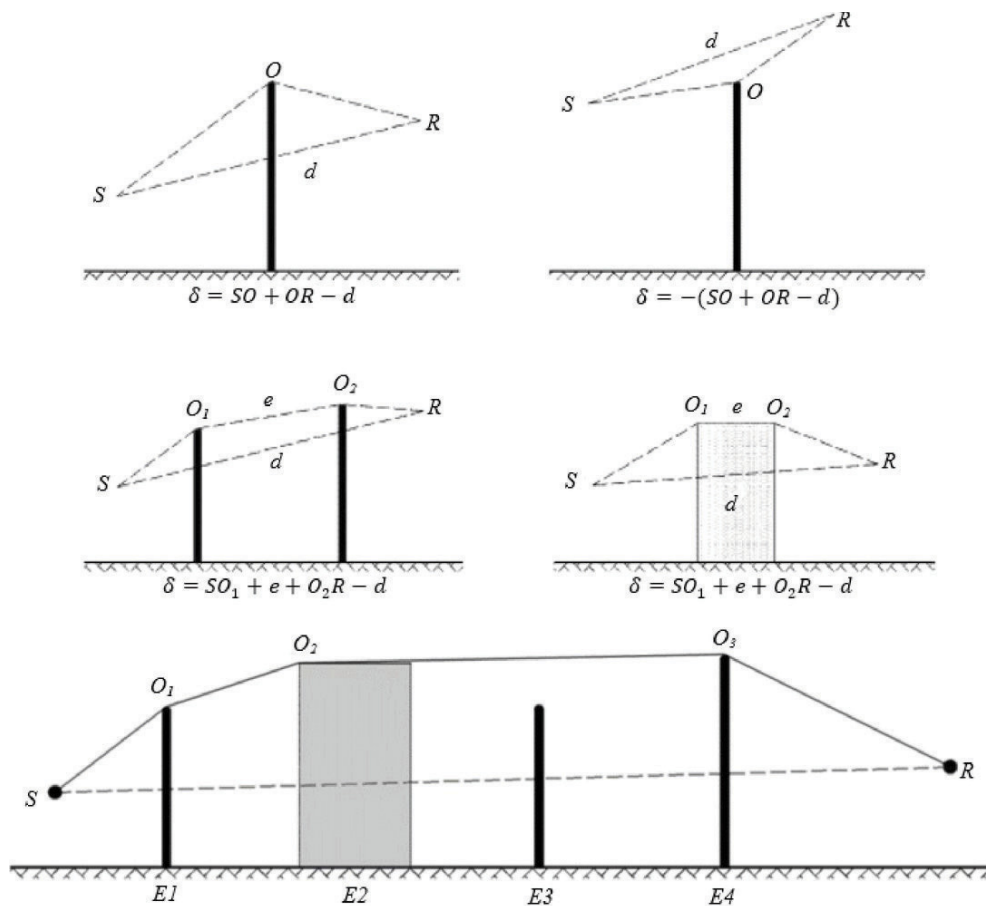 O
R
d
S
δ = SO + OR − d
R
d
S
O
δ = −(SO + OR − d)
O₂
e
O₁
R
d
S
δ = SO₁ + e + O₂R − d
O₁ e O₂
R
S
d
δ = SO₁ + e + O₂R − d
O₃
O₂
O₁
R
S
E1 E2 E3 E4